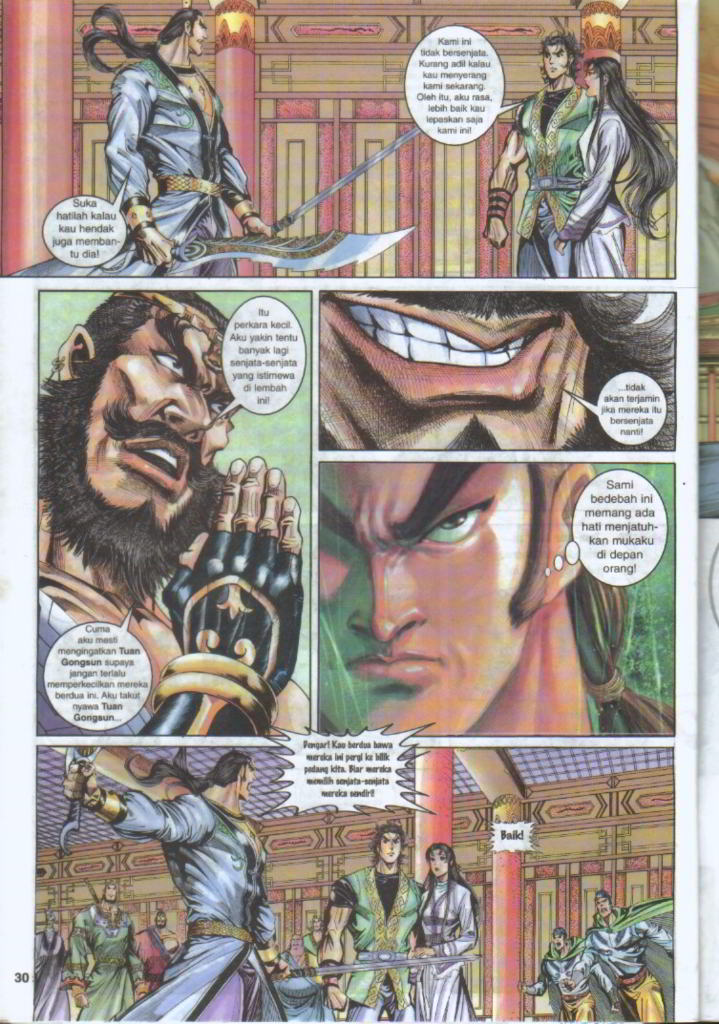 Kami ini
tidak bersenjata.
Kurang adil kalau
kau menyerang
kami sekarang.
Oleh itu, aku rasa,
lebih baik kau
lepaskan saja
kami ini!
Suka
hatilah kalau
kau hendak
juga memban-
tu dia!
Itu
perkara kecil.
Aku yakin tentu
banyak lagi
senjata-senjata
yang istimewa
di lembah
ini!
Cuma
aku mesti
mengingatkan Tuan
Gongsun supaya
jangan terlalu
memperkecilkan mereka
berdua ini. Aku takut
nyawa Tuan
Gongsun...
...tidak
akan terjamin
jika mereka itu
bersenjata
nanti!
Sami
bedebah ini
memang ada
hati menjatuh-
kan mukaku
di depan
orang!
Dengar! Kau berdua bawa
mereka ini pergi ke bilik
pedang kita. Biar mereka
memilih senjata-senjata
mereka sendiri!
Baik!
30